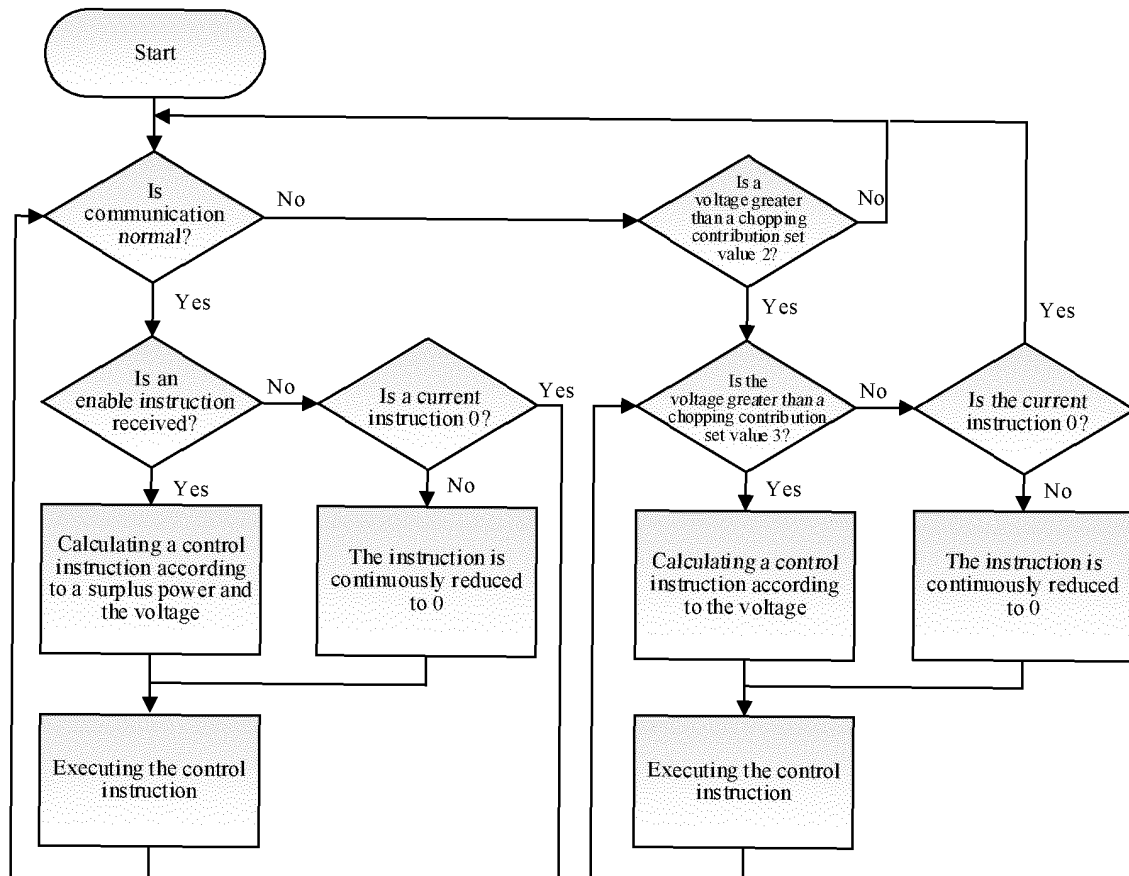 Start
Is
communication
normal?
No
Is a
voltage greater
than a chopping
contribution set
value 2?
No
Yes
Yes
Yes
Is an
enable instruction
received?
No
Is a current
instruction 0?
Yes
Is the
voltage greater than a
chopping contribution
set value 3?
No
Is the current
instruction 0?
Yes
No
Yes
No
Calculating a control
instruction according
to a surplus power and
the voltage
The instruction is
continuously reduced
to 0
Calculating a control
instruction according
to the voltage
The instruction is
continuously reduced
to 0
Executing the control
instruction
Executing the control
instruction